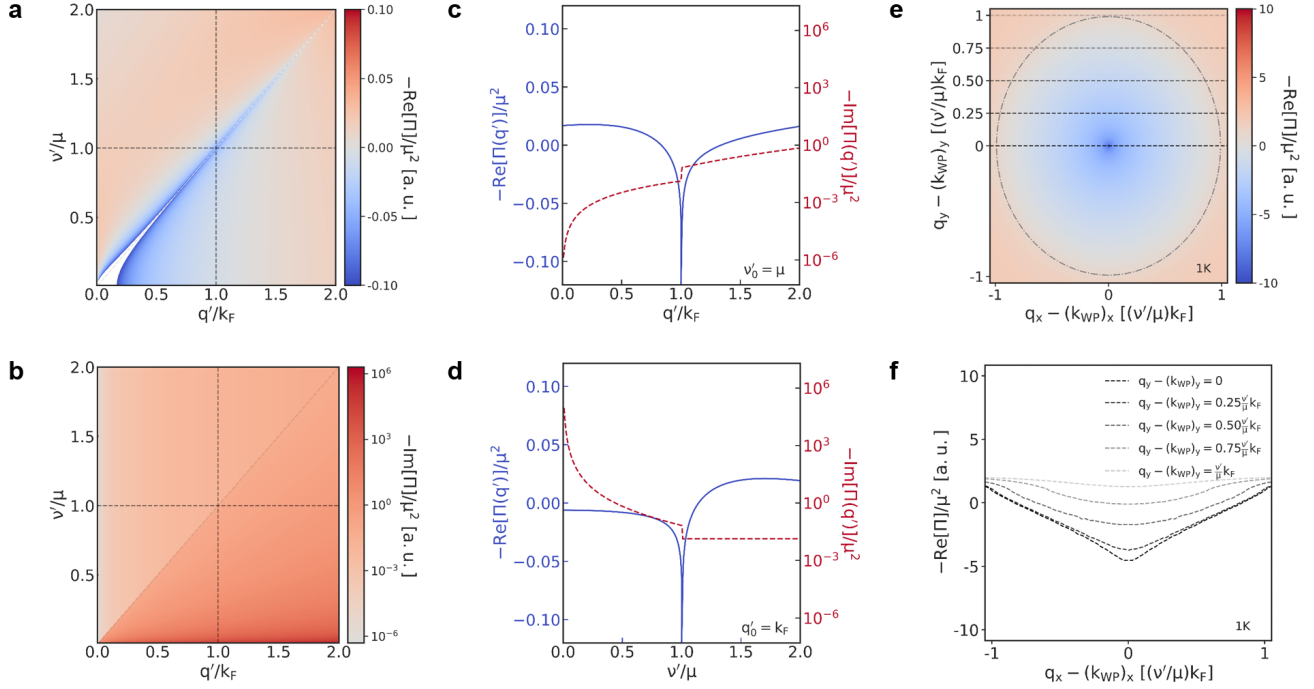 a
ν′/μ
2.0
1.5
1.0
0.5
0.0 0.5 1.0 1.5 2.0
q′/k_F
0.10
0.05
0.00
−0.05
−0.10
−Re[Π]/μ² [a. u. ]
b
ν′/μ
2.0
1.5
1.0
0.5
0.0 0.5 1.0 1.5 2.0
q′/k_F
10⁶
10³
10⁰
10⁻³
10⁻⁶
−Im[Π]/μ² [a. u. ]
c
−Re[Π(q′)]/μ²
0.10
0.05
0.00
−0.05
−0.10
0.0 0.5 1.0 1.5 2.0
q′/k_F
ν′₀ = μ
10⁶
10³
10⁰
10⁻³
10⁻⁶
−Im[Π(q′)]/μ²
d
−Re[Π(q′)]/μ²
0.10
0.05
0.00
−0.05
−0.10
0.0 0.5 1.0 1.5 2.0
ν′/μ
q′₀ = k_F
10⁶
10³
10⁰
10⁻³
10⁻⁶
−Im[Π(q′)]/μ²
e
q_y − (k_WP)_y [(ν′/μ)k_F]
1
0.75
0.50
0.25
0
-1
-1 0 1
q_x − (k_WP)_x [(ν′/μ)k_F]
1K
10
5
0
−5
−10
−Re[Π]/μ² [a. u. ]
f
−Re[Π]/μ² [a. u.]
10
5
0
-5
-10
q_y − (k_WP)_y = 0
q_y − (k_WP)_y = 0.25 ν′/μ k_F
q_y − (k_WP)_y = 0.50 ν′/μ k_F
q_y − (k_WP)_y = 0.75 ν′/μ k_F
q_y − (k_WP)_y = ν′/μ k_F
1K
-1 0 1
q_x − (k_WP)_x [(ν′/μ)k_F]